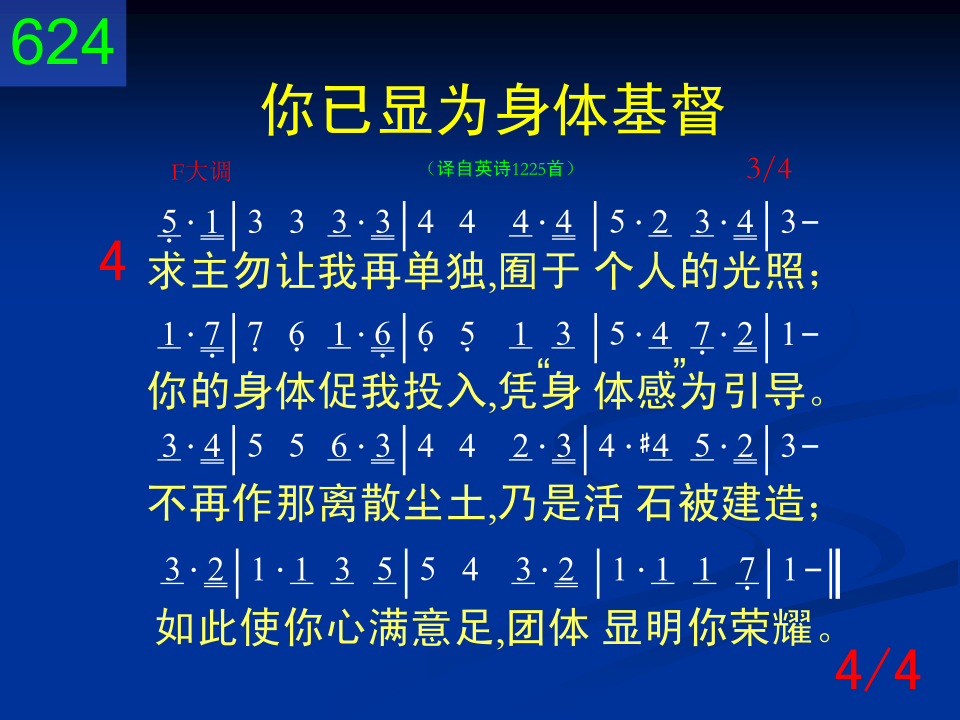 624
你已显为身体基督
F大调 （译自英诗1225首） 3/4
5 · 1 | 3 3 3 · 3 | 4 4 4 · 4 | 5 · 2 3 · 4 | 3 -
4 求主勿让我再单独,囿于 个人的光照；
1 · 7 | 7 6 1 · 6 | 6 5 1 3 | 5 · 4 7 · 2 | 1 -
你的身体促我投入,凭“身 体感”为引导。
3 · 4 | 5 5 6 · 3 | 4 4 2 · 3 | 4 · #4 5 · 2 | 3 -
不再作那离散尘土,乃是活 石被建造；
3 · 2 | 1 · 1 3 5 | 5 4 3 · 2 | 1 · 1 1 7 | 1 - ‖
如此使你心满意足,团体 显明你荣耀。
4/4